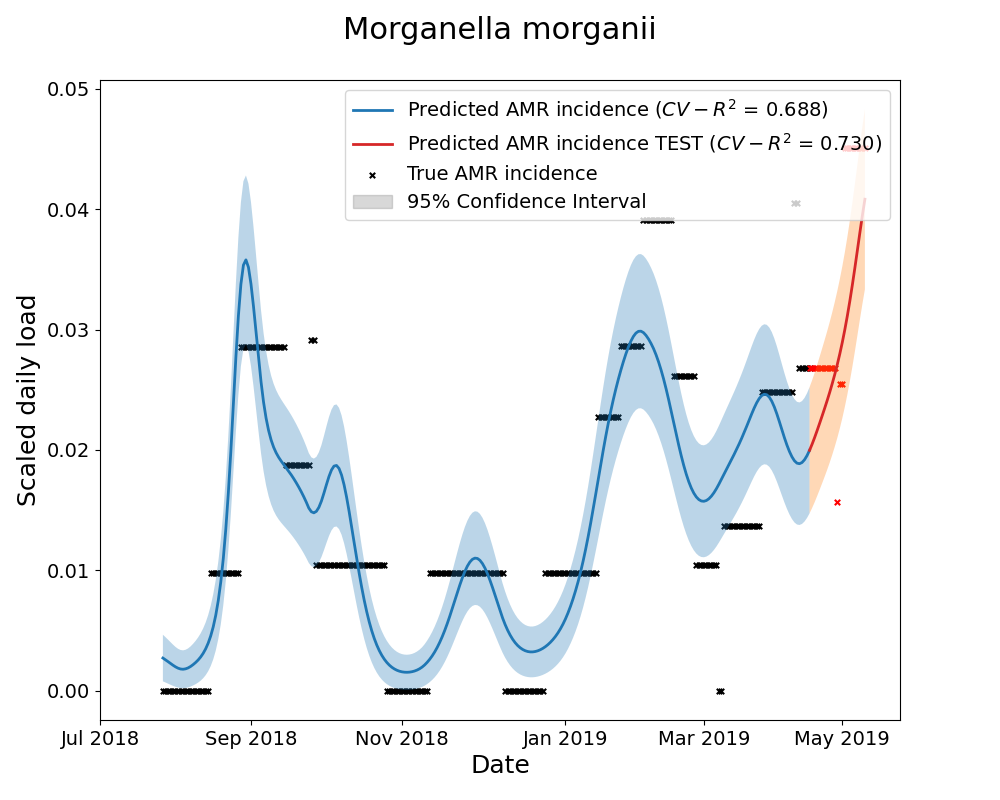 Morganella morganii
Predicted AMR incidence (CV − R² = 0.688)
Predicted AMR incidence TEST (CV − R² = 0.730)
True AMR incidence
95% Confidence Interval
Scaled daily load
0.05
0.04
0.03
0.02
0.01
0.00
Jul 2018 Sep 2018 Nov 2018 Jan 2019 Mar 2019 May 2019
Date